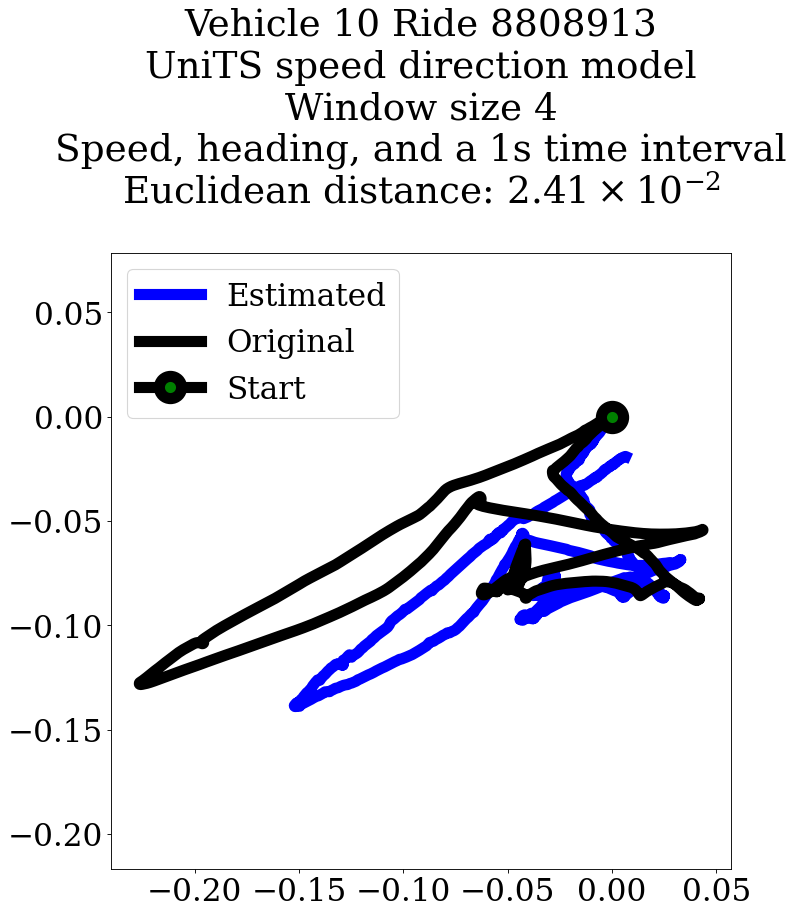 Vehicle 10 Ride 8808913
UniTS speed direction model
Window size 4
Speed, heading, and a 1s time interval
Euclidean distance: 2.41 × 10⁻²
Estimated
Original
Start
0.05
0.00
−0.05
−0.10
−0.15
−0.20
−0.20 −0.15 −0.10 −0.05 0.00 0.05